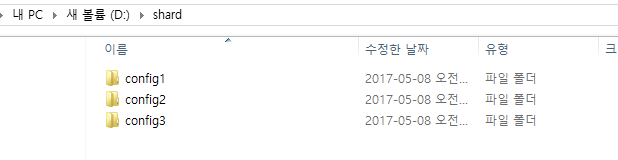 내 PC 새 볼륨 (D:) shard
이름 수정한 날짜 유형 크
config1 2017-05-08 오전... 파일 폴더
config2 2017-05-08 오전... 파일 폴더
config3 2017-05-08 오전... 파일 폴더